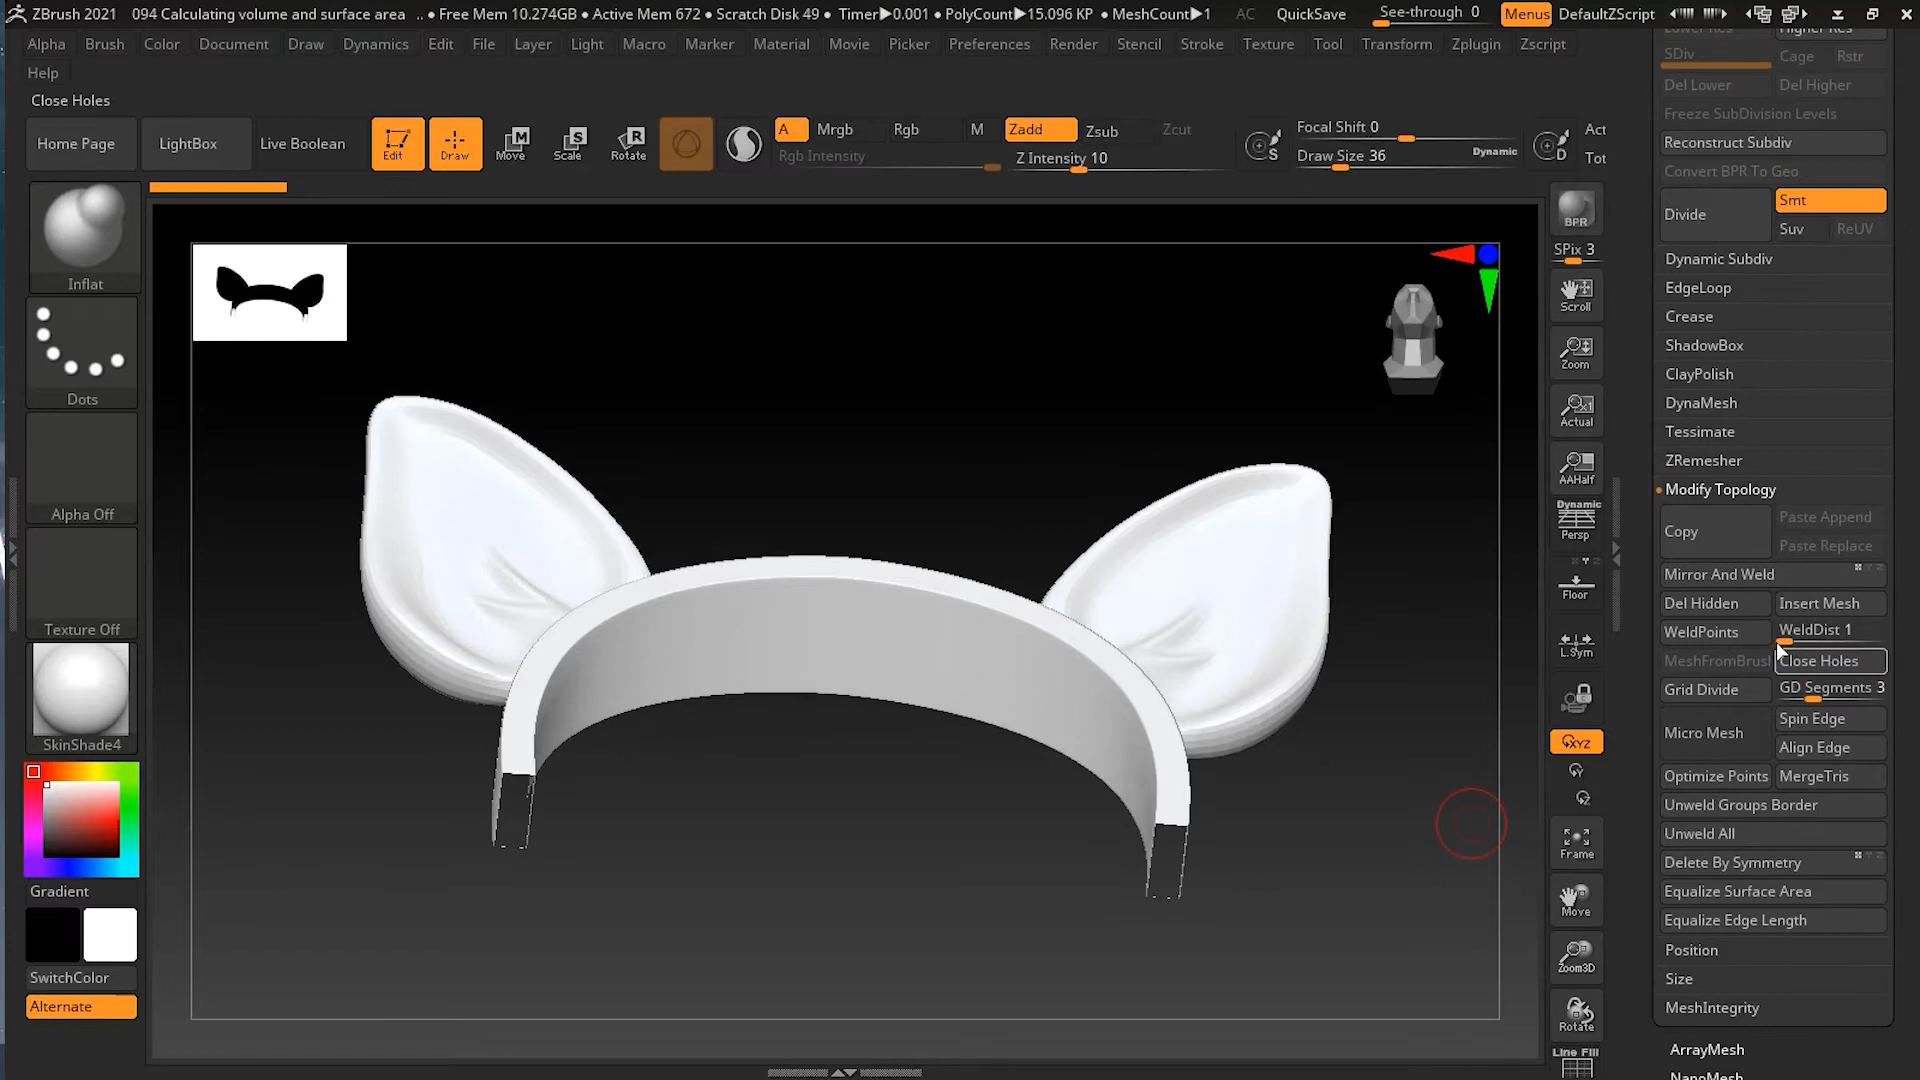 ZBrush 2021 094 Calculating volume and surface area .. • Free Mem 10.274GB • Active Mem 672 • Scratch Disk 49 • Timer▶0.001 • PolyCount▶15.096 KP • MeshCount▶1 AC QuickSave See-through 0 Menus DefaultZScript
Alpha Brush Color Document Draw Dynamics Edit File Layer Light Macro Marker Material Movie Picker Preferences Render Stencil Stroke Texture Tool Transform Zplugin Zscript
Help
Close Holes
Home Page LightBox Live Boolean Edit Draw Move Scale Rotate
M S R
A Mrgb Rgb M Zadd Zsub Zcut
Rgb Intensity Z Intensity 10
S Focal Shift 0
Draw Size 36 Dynamic D
Act
Tot
Inflat
Dots
Alpha Off
Texture Off
SkinShade4
Gradient
SwitchColor
Alternate
BPR
SPix 3
Scroll
Zoom
Actual
AAHalf
Dynamic
Persp
Floor
L.Sym
XYZ
Frame
Move
Zoom3D
Rotate
Line Fill
Lower Res Higher Res
SDiv Cage Rstr
Del Lower Del Higher
Freeze SubDivision Levels
Reconstruct Subdiv
Convert BPR To Geo
Divide Smt
Suv ReUV
Dynamic Subdiv
EdgeLoop
Crease
ShadowBox
ClayPolish
DynaMesh
Tessimate
ZRemesher
Modify Topology
Copy Paste Append
Paste Replace
Mirror And Weld
Del Hidden Insert Mesh
WeldPoints WeldDist 1
MeshFromBrus Close Holes
Grid Divide GD Segments 3
Micro Mesh Spin Edge
Align Edge
Optimize Points MergeTris
Unweld Groups Border
Unweld All
Delete By Symmetry
Equalize Surface Area
Equalize Edge Length
Position
Size
MeshIntegrity
ArrayMesh
NanoMesh